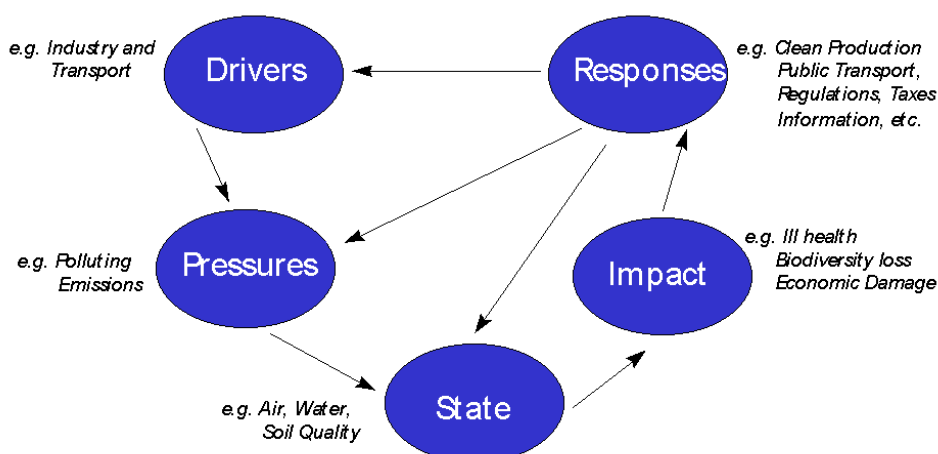 e.g. Industry and
Transport
Drivers
Responses
e.g. Clean Production
Public Transport,
Regulations, Taxes
Information, etc.
e.g. Polluting
Emissions
Pressures
Impact
e.g. Ill health
Biodiversity loss
Economic Damage
e.g. Air, Water,
Soil Quality
State